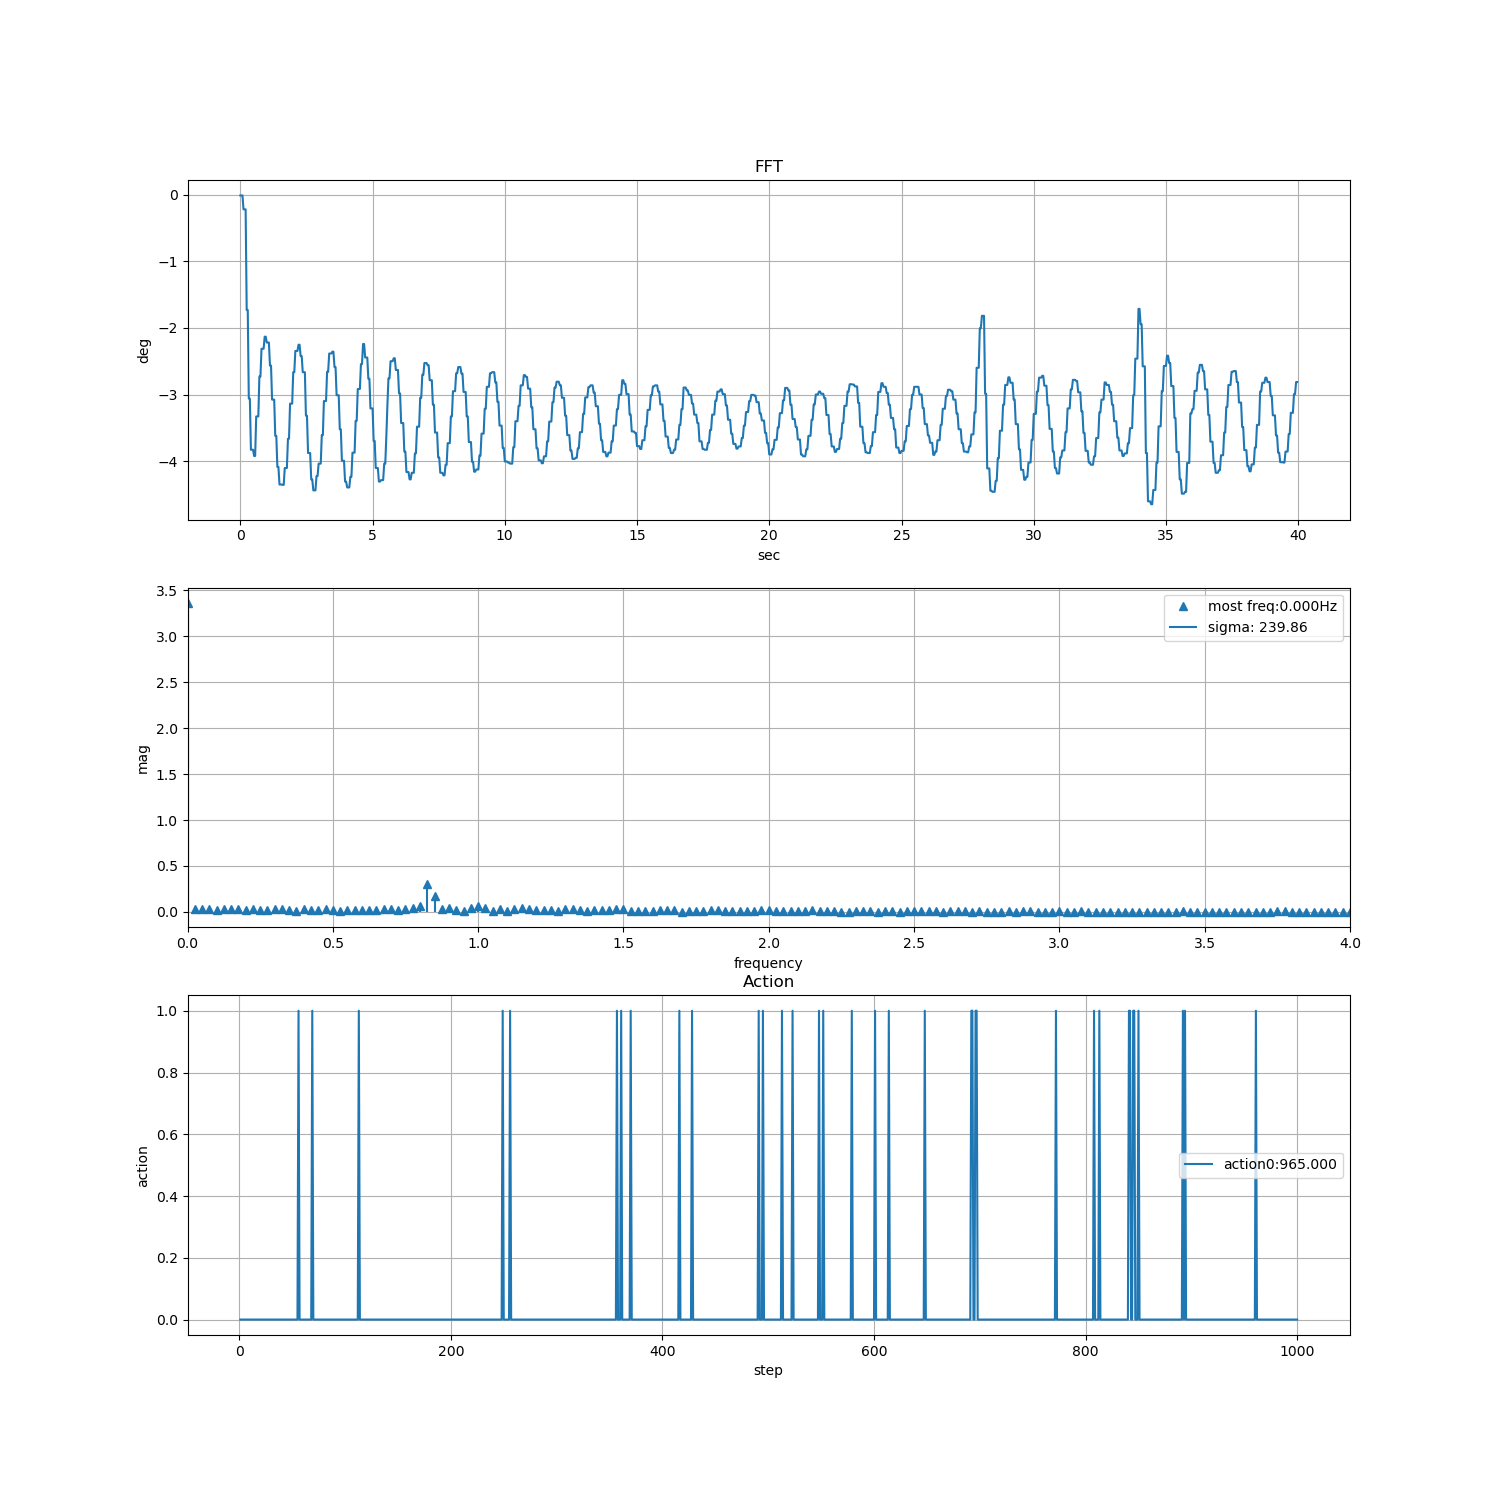 FFT
0
−1
−2
−3
−4
deg
0 5 10 15 20 25 30 35 40
sec
3.5
3.0
2.5
2.0
1.5
1.0
0.5
0.0
mag
most freq:0.000Hz
sigma: 239.86
0.0 0.5 1.0 1.5 2.0 2.5 3.0 3.5 4.0
frequency
Action
1.0
0.8
0.6
0.4
0.2
0.0
action
action0:965.000
0 200 400 600 800 1000
step